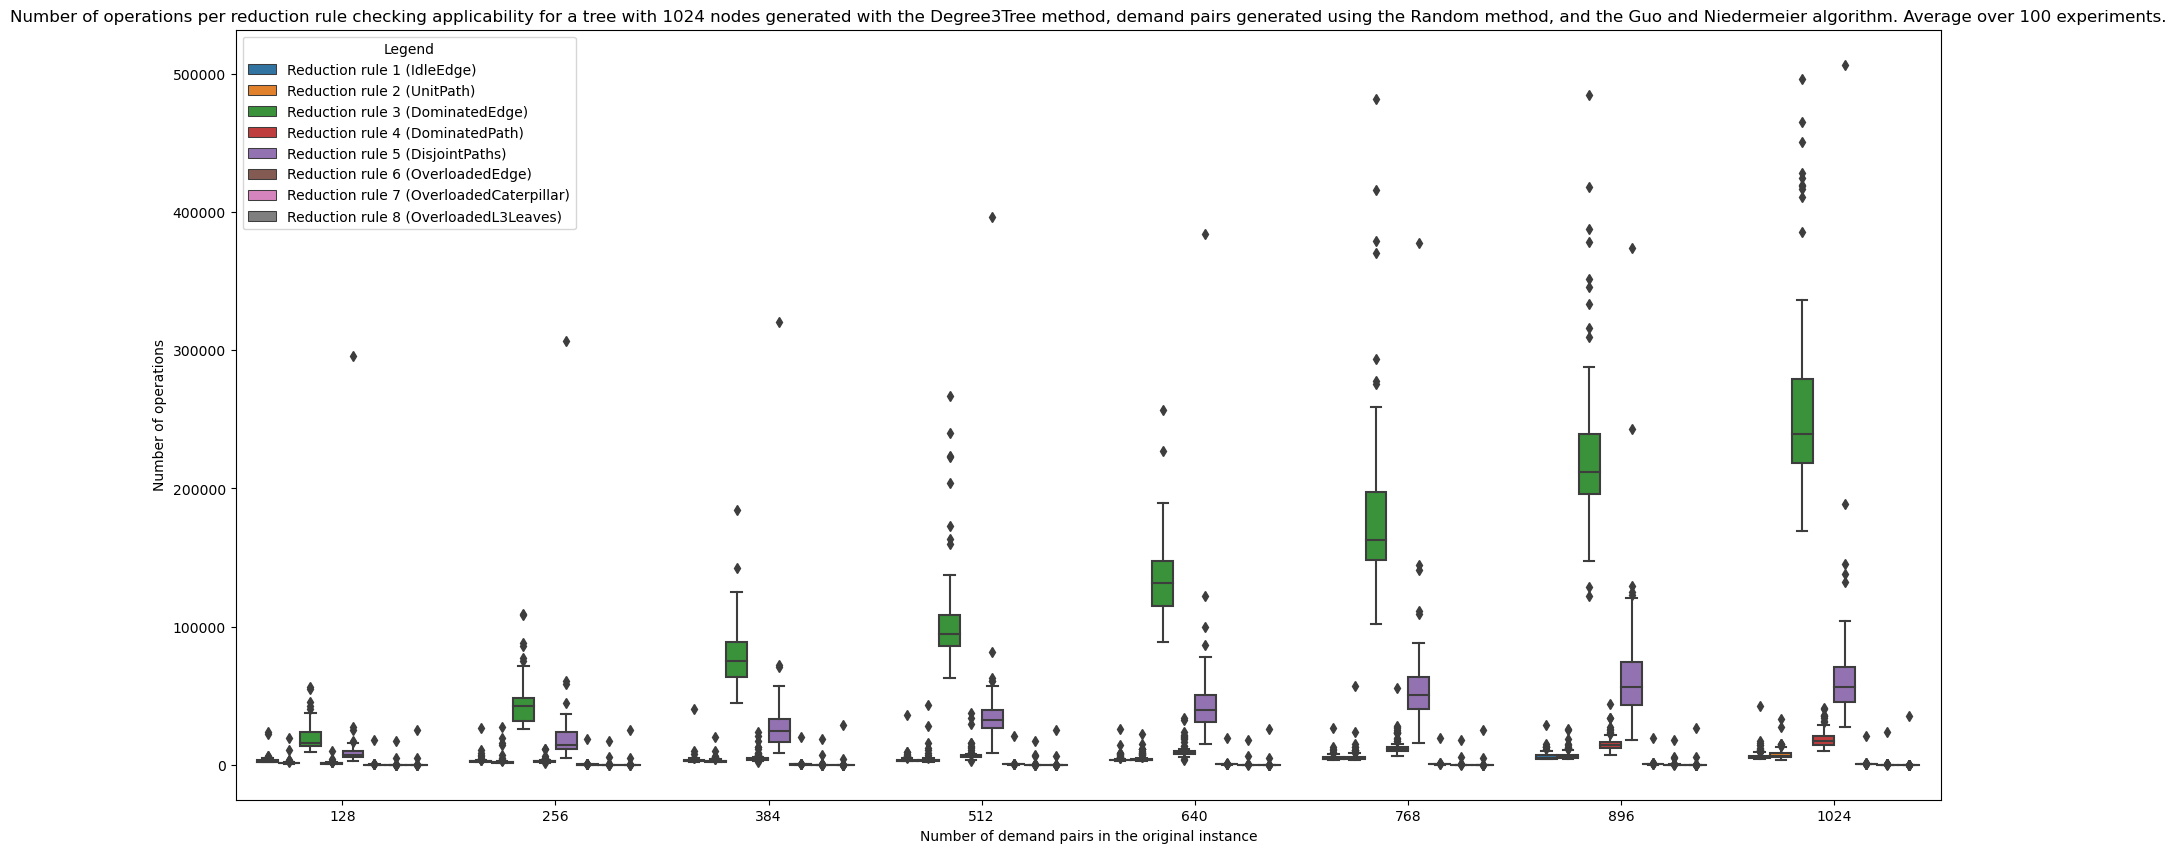 Number of operations per reduction rule checking applicability for a tree with 1024 nodes generated with the Degree3Tree method, demand pairs generated using the Random method, and the Guo and Niedermeier algorithm. Average over 100 experiments.
Legend
Reduction rule 1 (IdleEdge)
Reduction rule 2 (UnitPath)
Reduction rule 3 (DominatedEdge)
Reduction rule 4 (DominatedPath)
Reduction rule 5 (DisjointPaths)
Reduction rule 6 (OverloadedEdge)
Reduction rule 7 (OverloadedCaterpillar)
Reduction rule 8 (OverloadedL3Leaves)
Number of operations
500000
400000
300000
200000
100000
0
128 256 384 512 640 768 896 1024
Number of demand pairs in the original instance